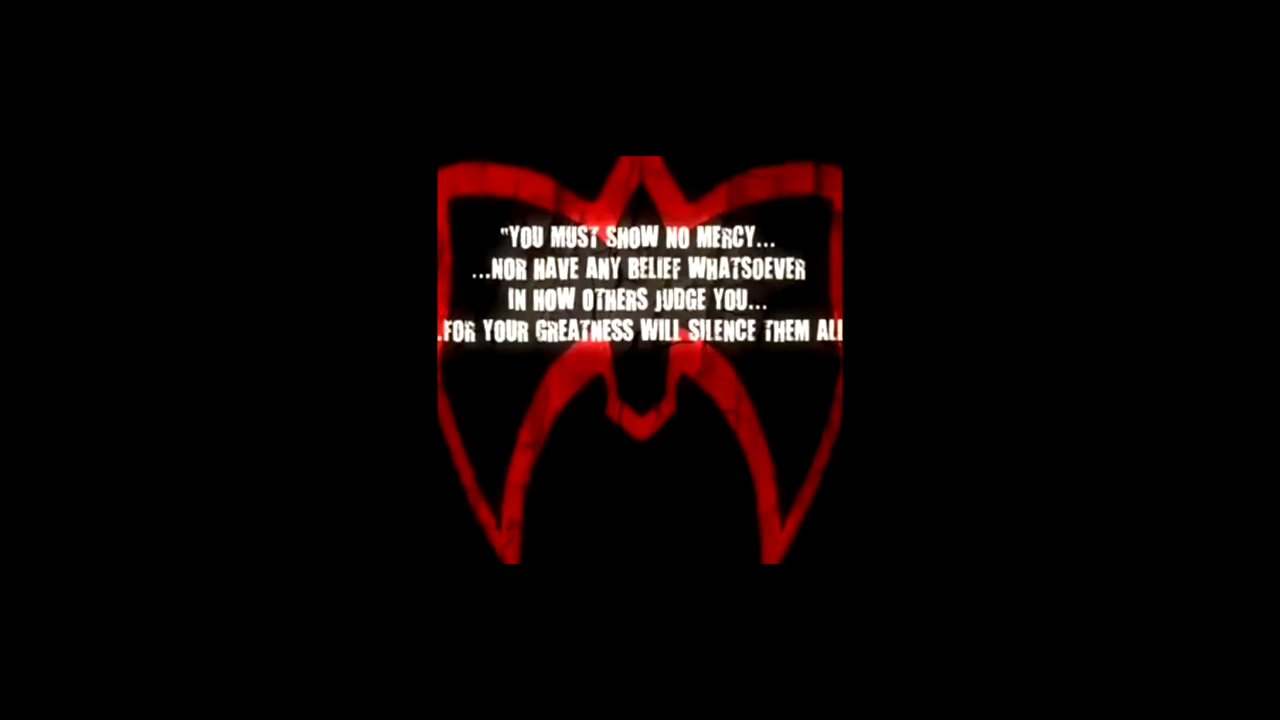 "YOU MUST SHOW NO MERCY...
...NOR HAVE ANY BELIEF WHATSOEVER
IN HOW OTHERS JUDGE YOU...
.FOR YOUR GREATNESS WILL SILENCE THEM ALL